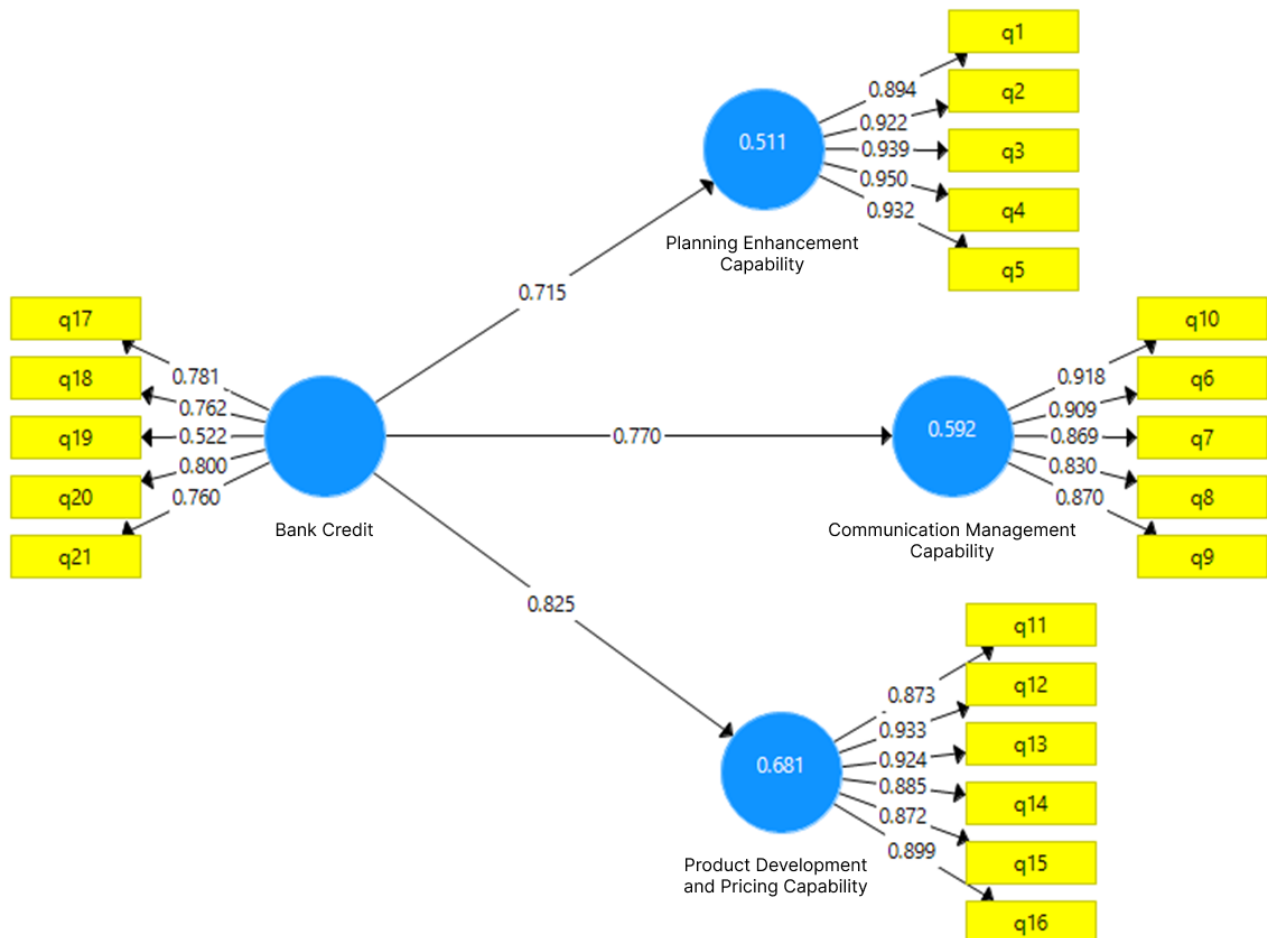 q1
0.894
q2
0.922
0.511
0.939
q3
0.950
q4
0.932
Planning Enhancement
Capability
q5
0.715
q17
0.781
q18
0.762
q19
0.522
0.800
q20
0.760
q21
Bank Credit
0.770
q10
0.918
q6
0.909
0.592
0.869
q7
0.830
q8
0.870
q9
Communication Management
Capability
0.825
q11
0.873
q12
0.933
q13
0.924
0.681
0.885
q14
0.872
q15
0.899
q16
Product Development
and Pricing Capability